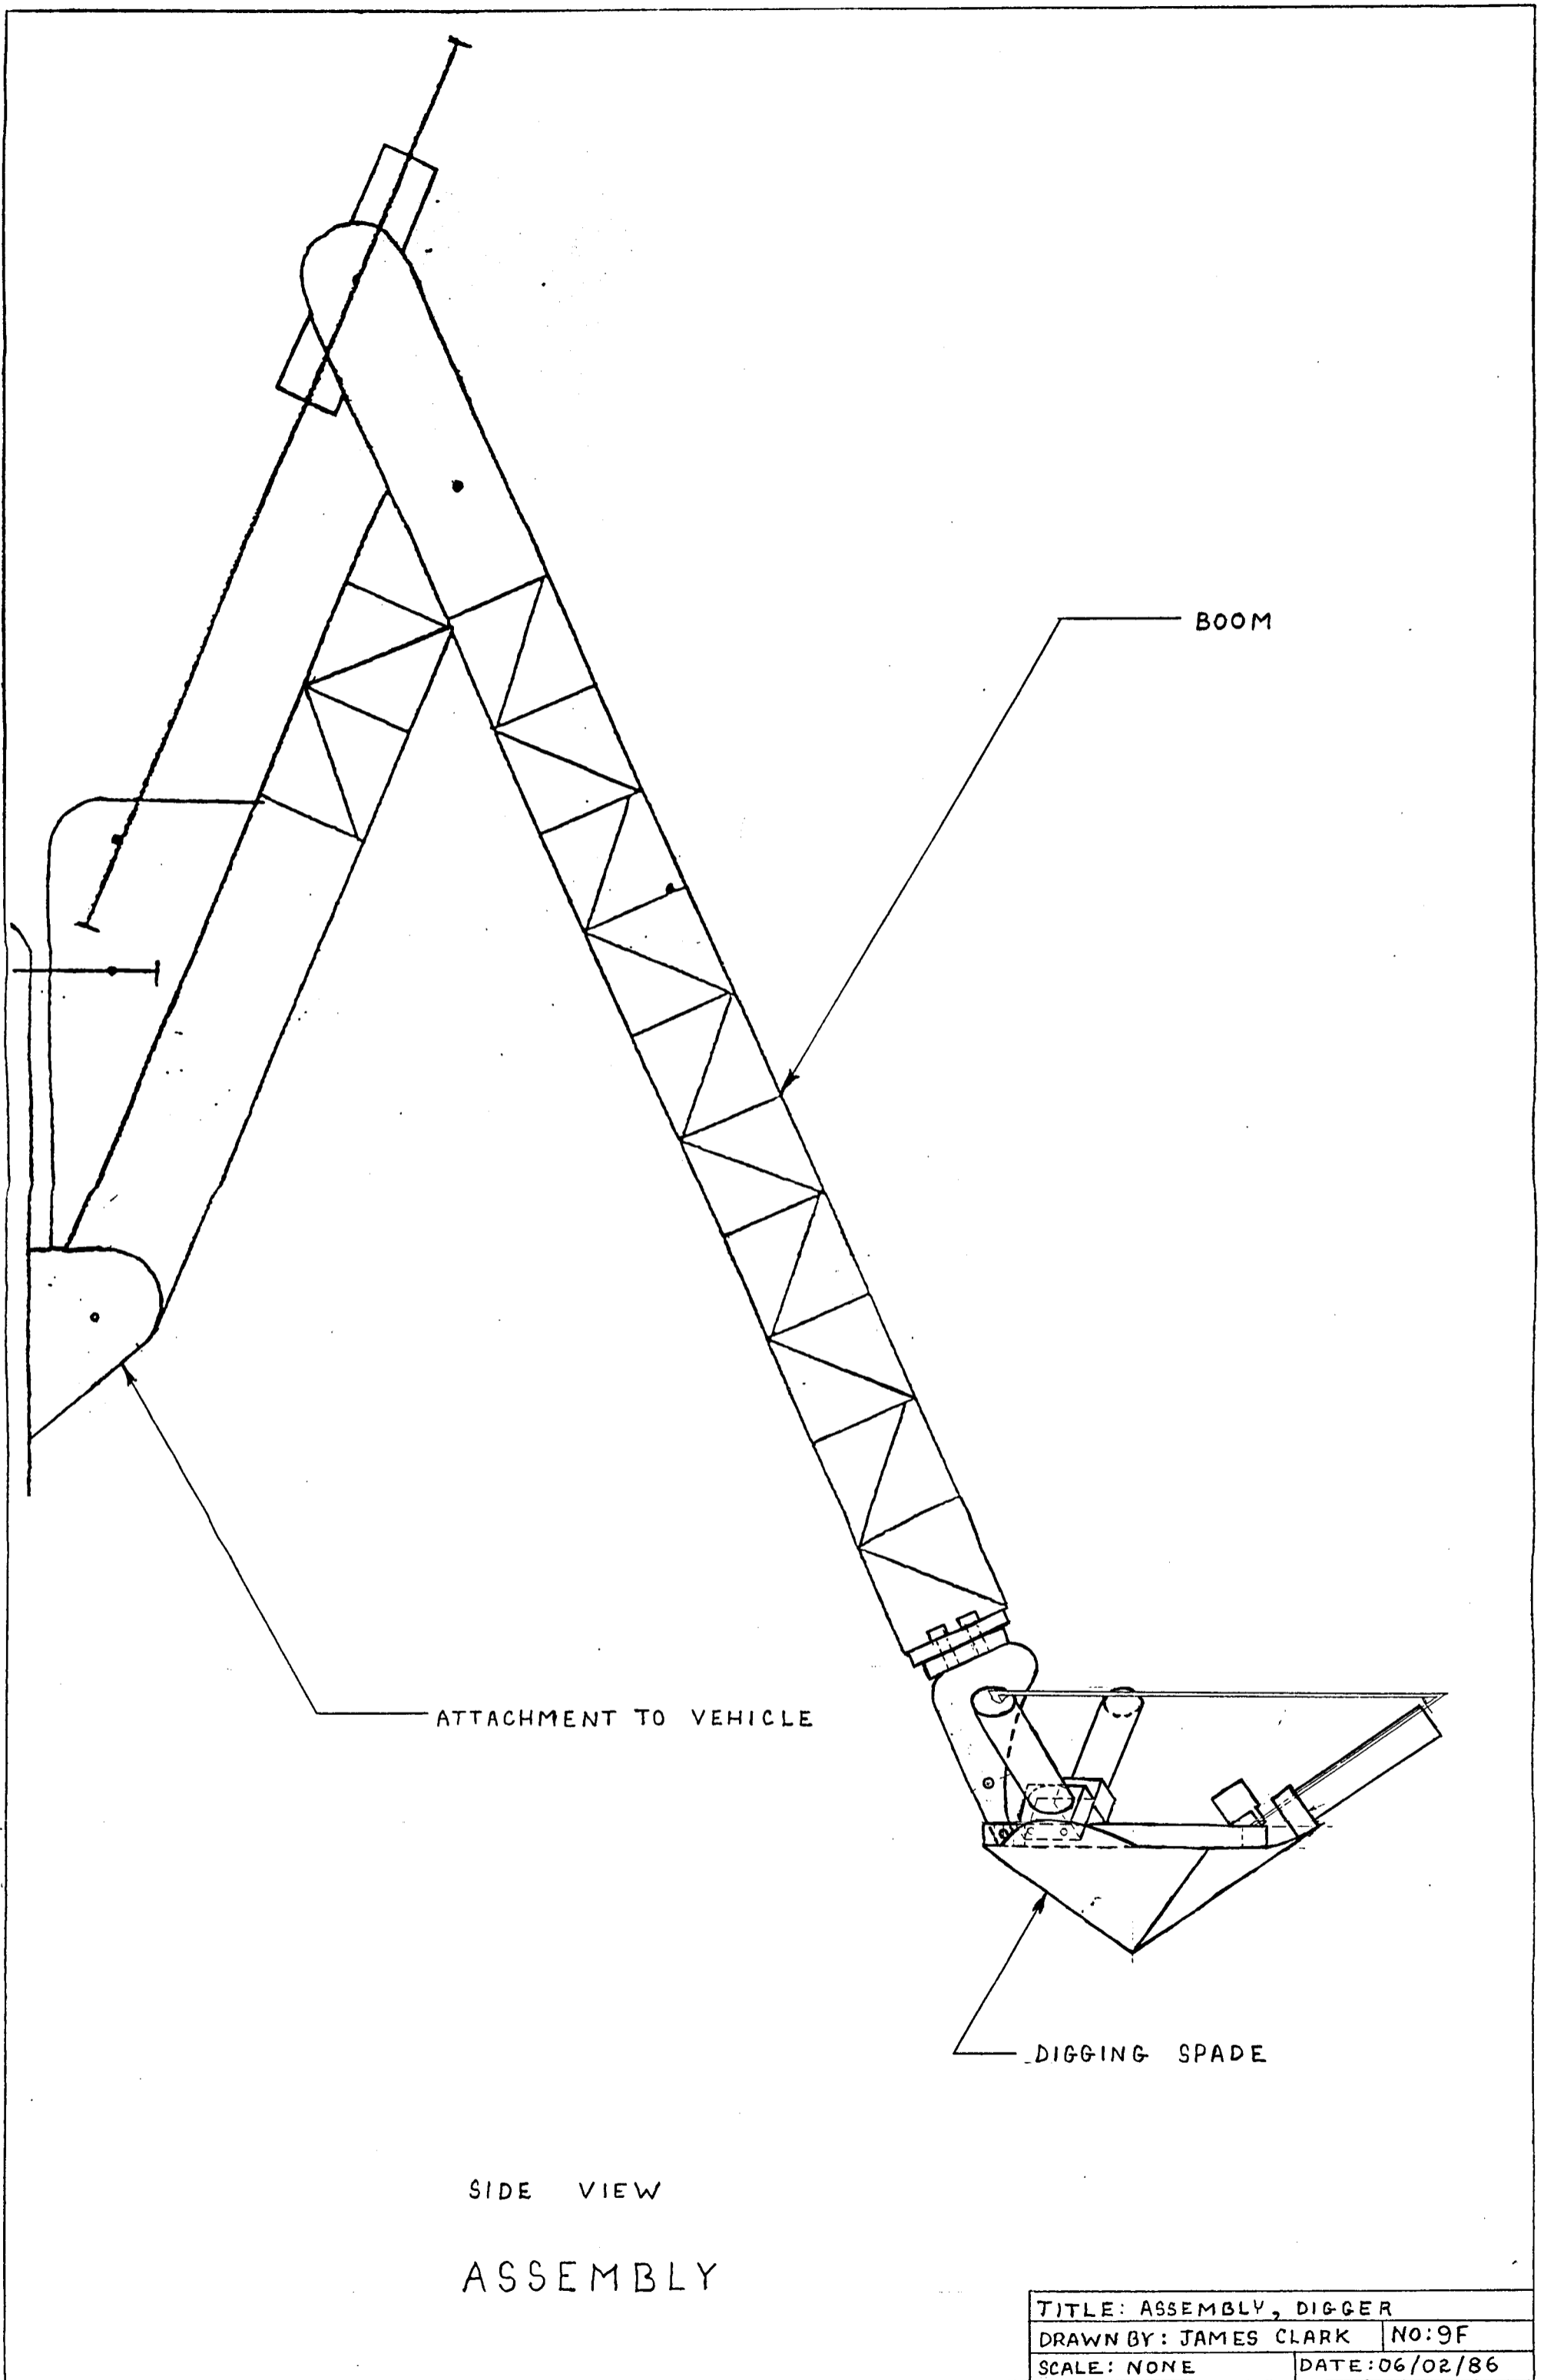 BOOM
ATTACHMENT TO VEHICLE
DIGGING SPADE
SIDE VIEW
ASSEMBLY
TITLE: ASSEMBLY, DIGGER
DRAWN BY: JAMES CLARK NO: 9F
SCALE: NONE DATE: 06/02/86